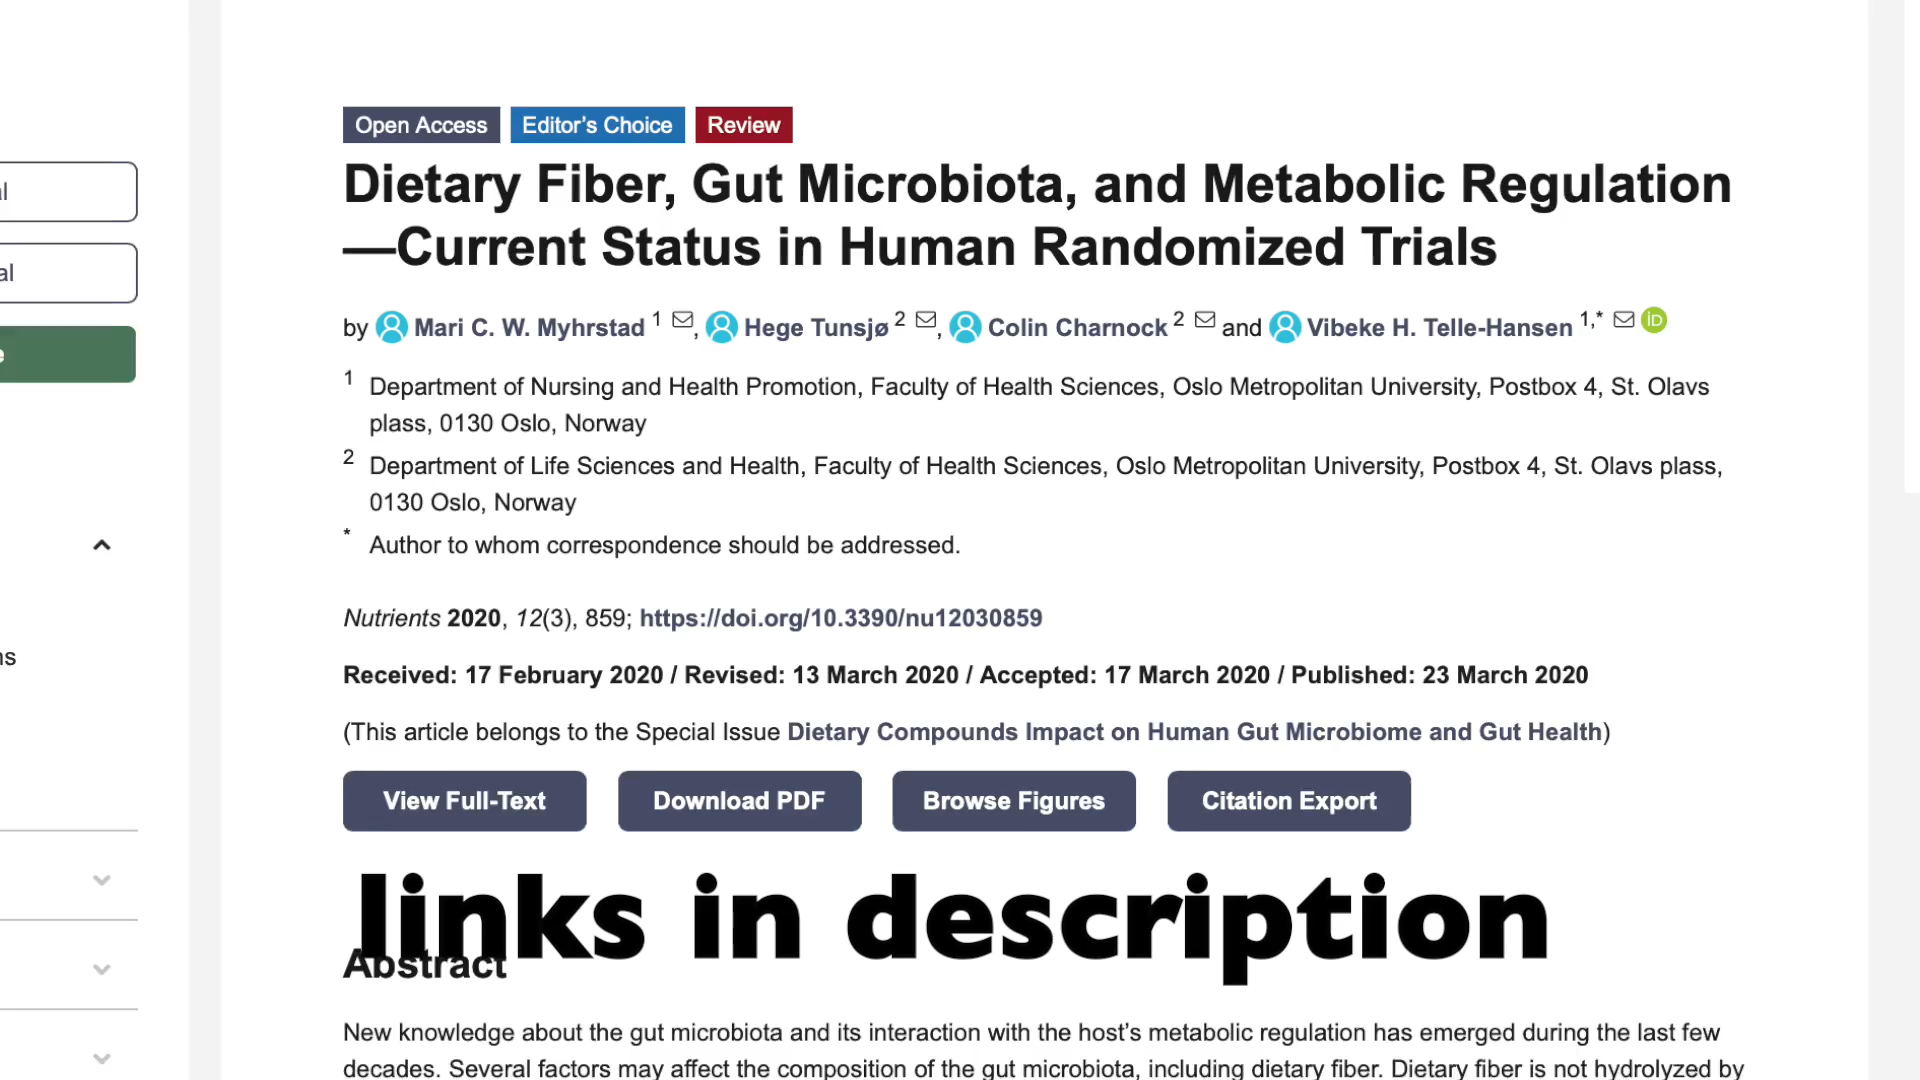 Open Access Editor’s Choice Review
Dietary Fiber, Gut Microbiota, and Metabolic Regulation
—Current Status in Human Randomized Trials
by Mari C. W. Myhrstad 1, Hege Tunsjø 2, Colin Charnock 2 and Vibeke H. Telle-Hansen 1,* iD
1 Department of Nursing and Health Promotion, Faculty of Health Sciences, Oslo Metropolitan University, Postbox 4, St. Olavs
plass, 0130 Oslo, Norway
2 Department of Life Sciences and Health, Faculty of Health Sciences, Oslo Metropolitan University, Postbox 4, St. Olavs plass,
0130 Oslo, Norway
* Author to whom correspondence should be addressed.
Nutrients 2020, 12(3), 859; https://doi.org/10.3390/nu12030859
Received: 17 February 2020 / Revised: 13 March 2020 / Accepted: 17 March 2020 / Published: 23 March 2020
(This article belongs to the Special Issue Dietary Compounds Impact on Human Gut Microbiome and Gut Health)
View Full-Text Download PDF Browse Figures Citation Export
links in description
Abstract
New knowledge about the gut microbiota and its interaction with the host’s metabolic regulation has emerged during the last few
decades. Several factors may affect the composition of the gut microbiota, including dietary fiber. Dietary fiber is not hydrolyzed by